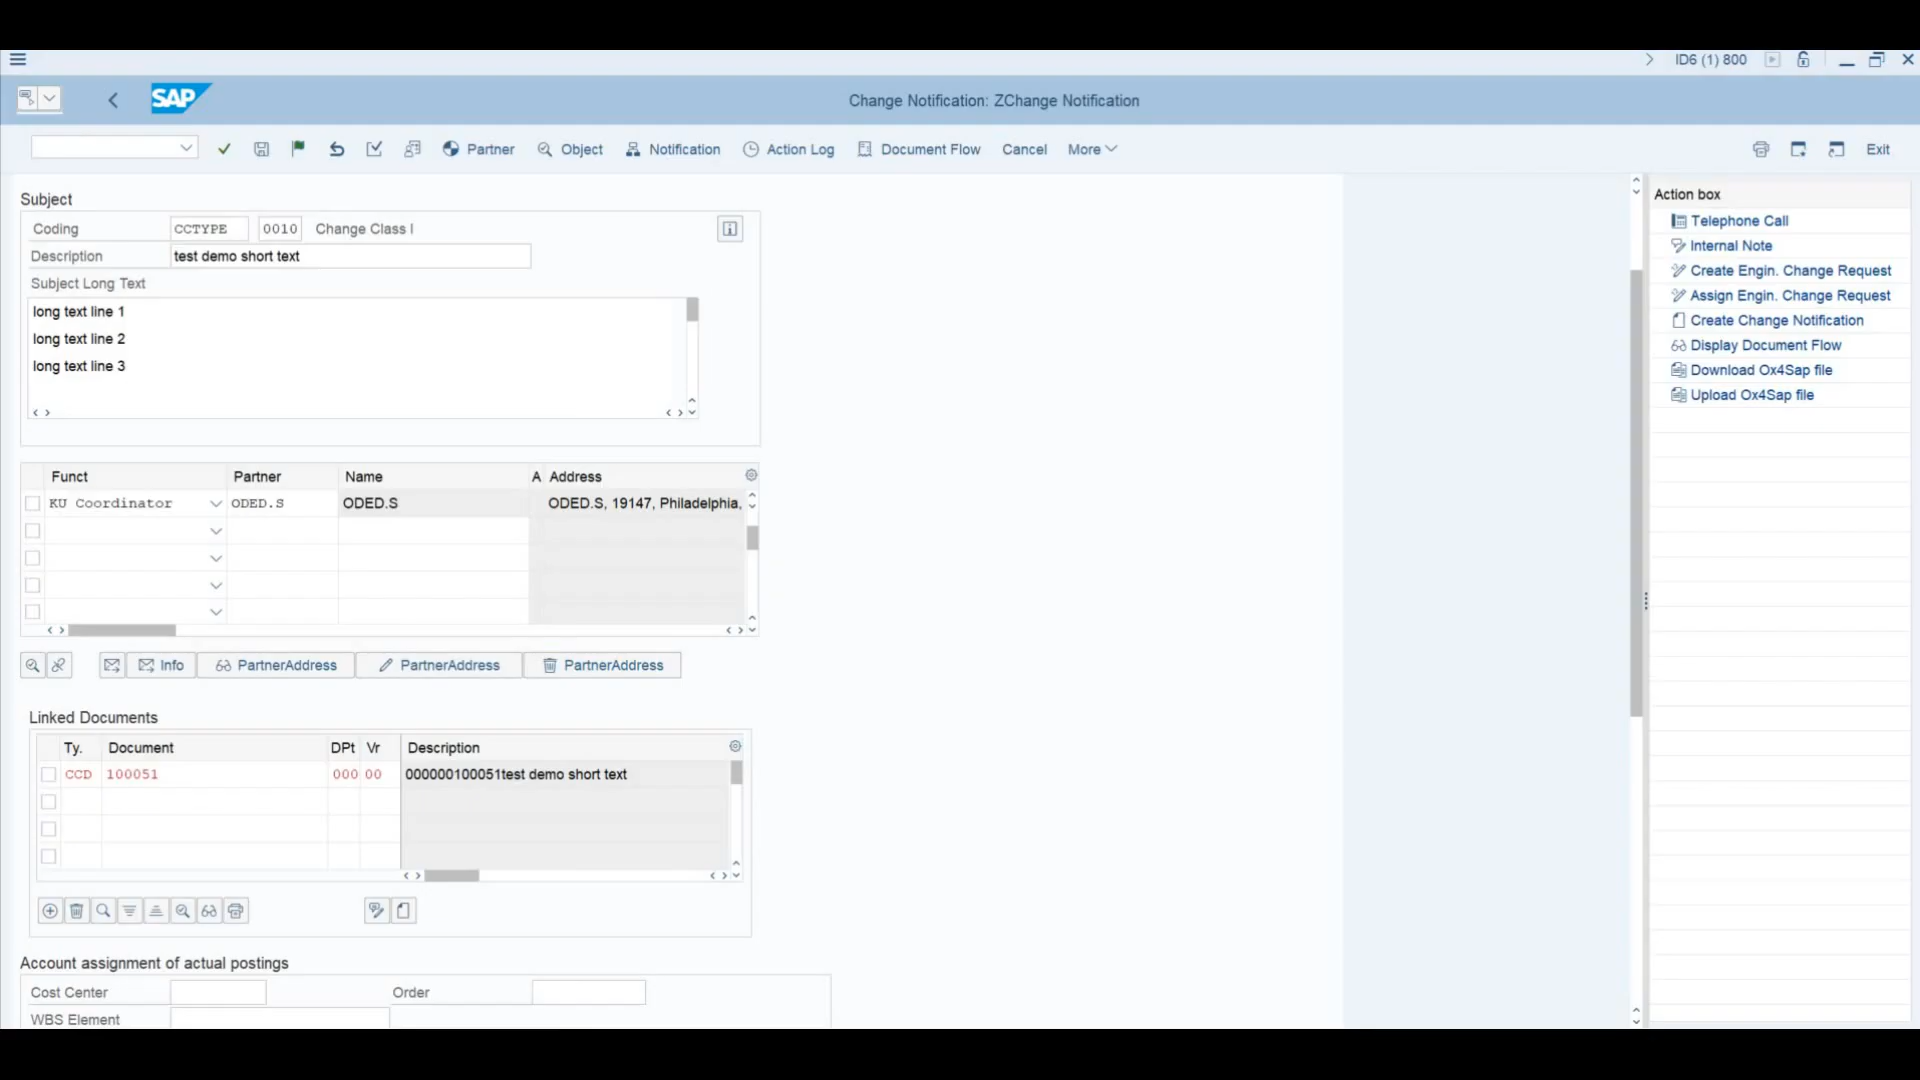 ID6 (1) 800
SAP
Change Notification: ZChange Notification
Partner
Object
Notification
Action Log
Document Flow
Cancel
More
Exit
Subject
Coding CCTYPE 0010 Change Class I
Description test demo short text
Subject Long Text
long text line 1
long text line 2
long text line 3
Funct Partner Name A Address
KU Coordinator ODED.S ODED.S ODED.S, 19147, Philadelphia,
Info PartnerAddress PartnerAddress PartnerAddress
Linked Documents
Ty. Document DPt Vr Description
CCD 100051 000 00 000000100051test demo short text
Account assignment of actual postings
Cost Center Order
WBS Element
Action box
Telephone Call
Internal Note
Create Engin. Change Request
Assign Engin. Change Request
Create Change Notification
Display Document Flow
Download Ox4Sap file
Upload Ox4Sap file